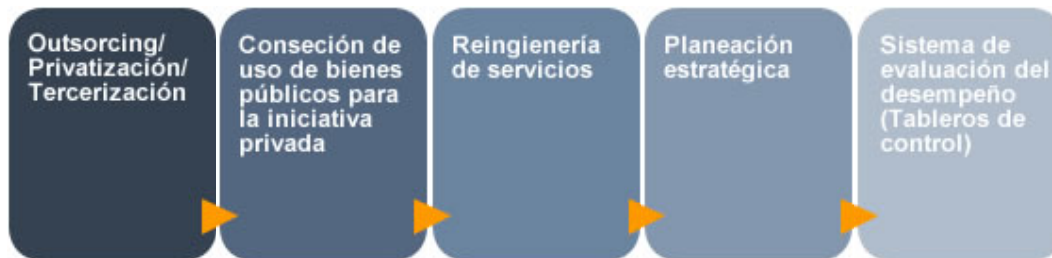 Outsorcing/
Privatización/
Tercerización
Conseción de
uso de bienes
públicos para
la iniciativa
privada
Reingienería
de servicios
Planeación
estratégica
Sistema de
evaluación del
desempeño
(Tableros de
control)